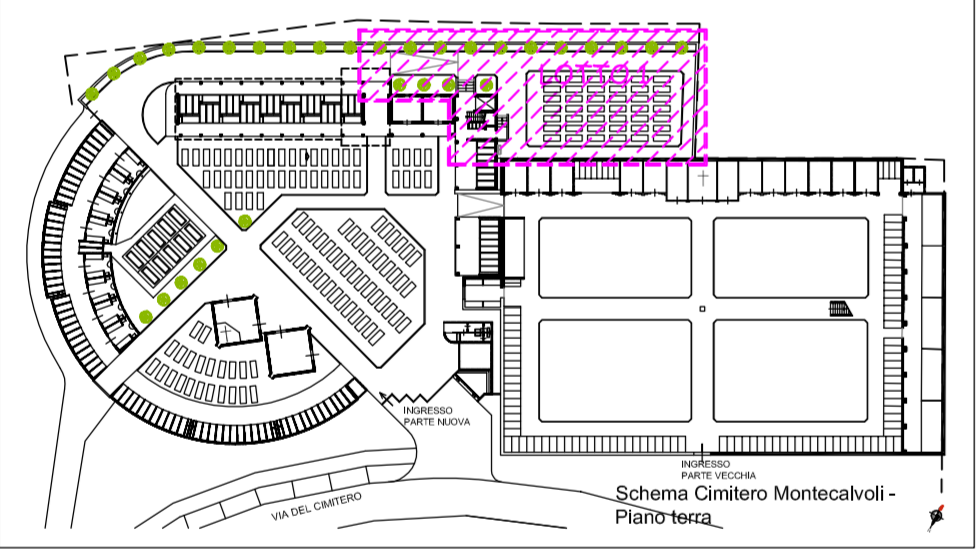 LOTTO 1
INGRESSO
PARTE NUOVA
INGRESSO
PARTE VECCHIA
VIA DEL CIMITERO
Schema Cimitero Montecalvoli -
Piano terra